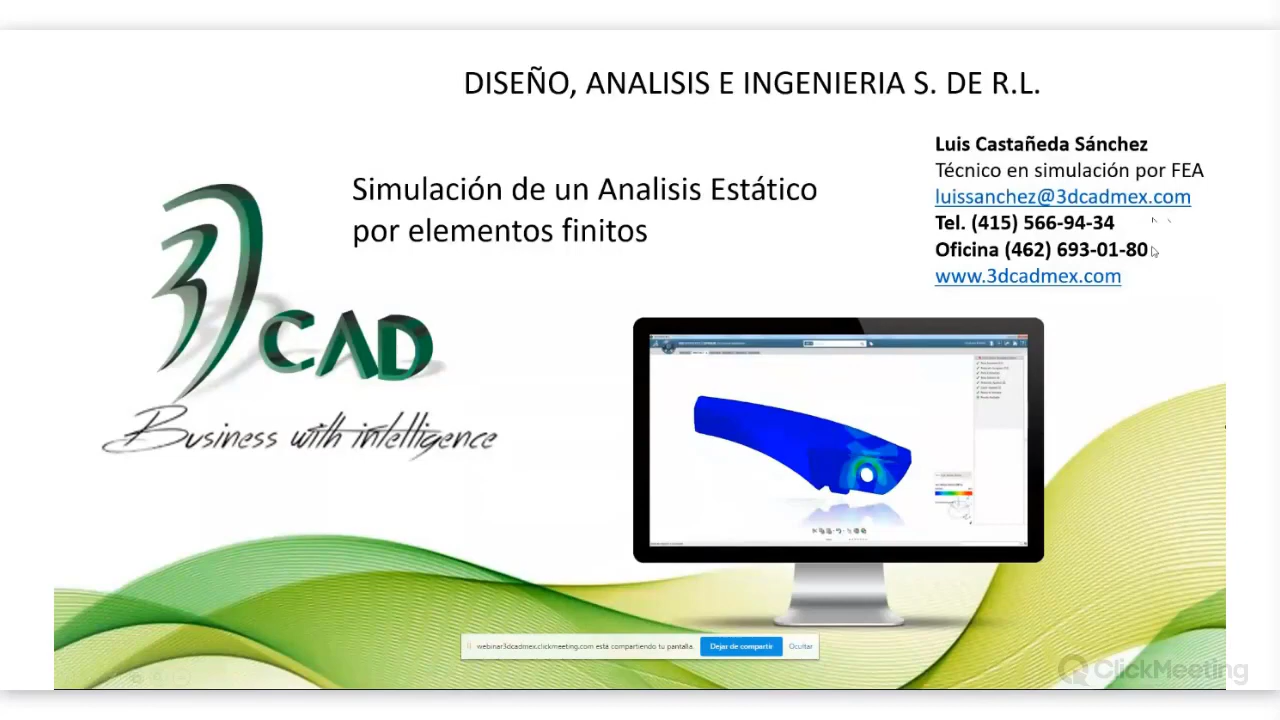 DISEÑO, ANALISIS E INGENIERIA S. DE R.L.
Luis Castañeda Sánchez
Técnico en simulación por FEA
luissanchez@3dcadmex.com
Tel. (415) 566-94-34
Oficina (462) 693-01-80
www.3dcadmex.com
Simulación de un Analisis Estático
por elementos finitos
3D CAD
Business with intelligence
webinar3dcadmex.clickmeeting.com está compartiendo tu pantalla.
Dejar de compartir
Ocultar
ClickMeeting